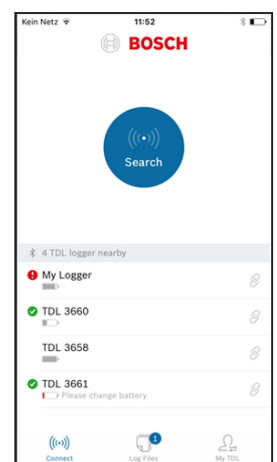 Kein Netz 11:52
BOSCH
Search
4 TDL logger nearby
My Logger
TDL 3660
TDL 3658
TDL 3661
Please change battery
1
Connect Log Files My TDL